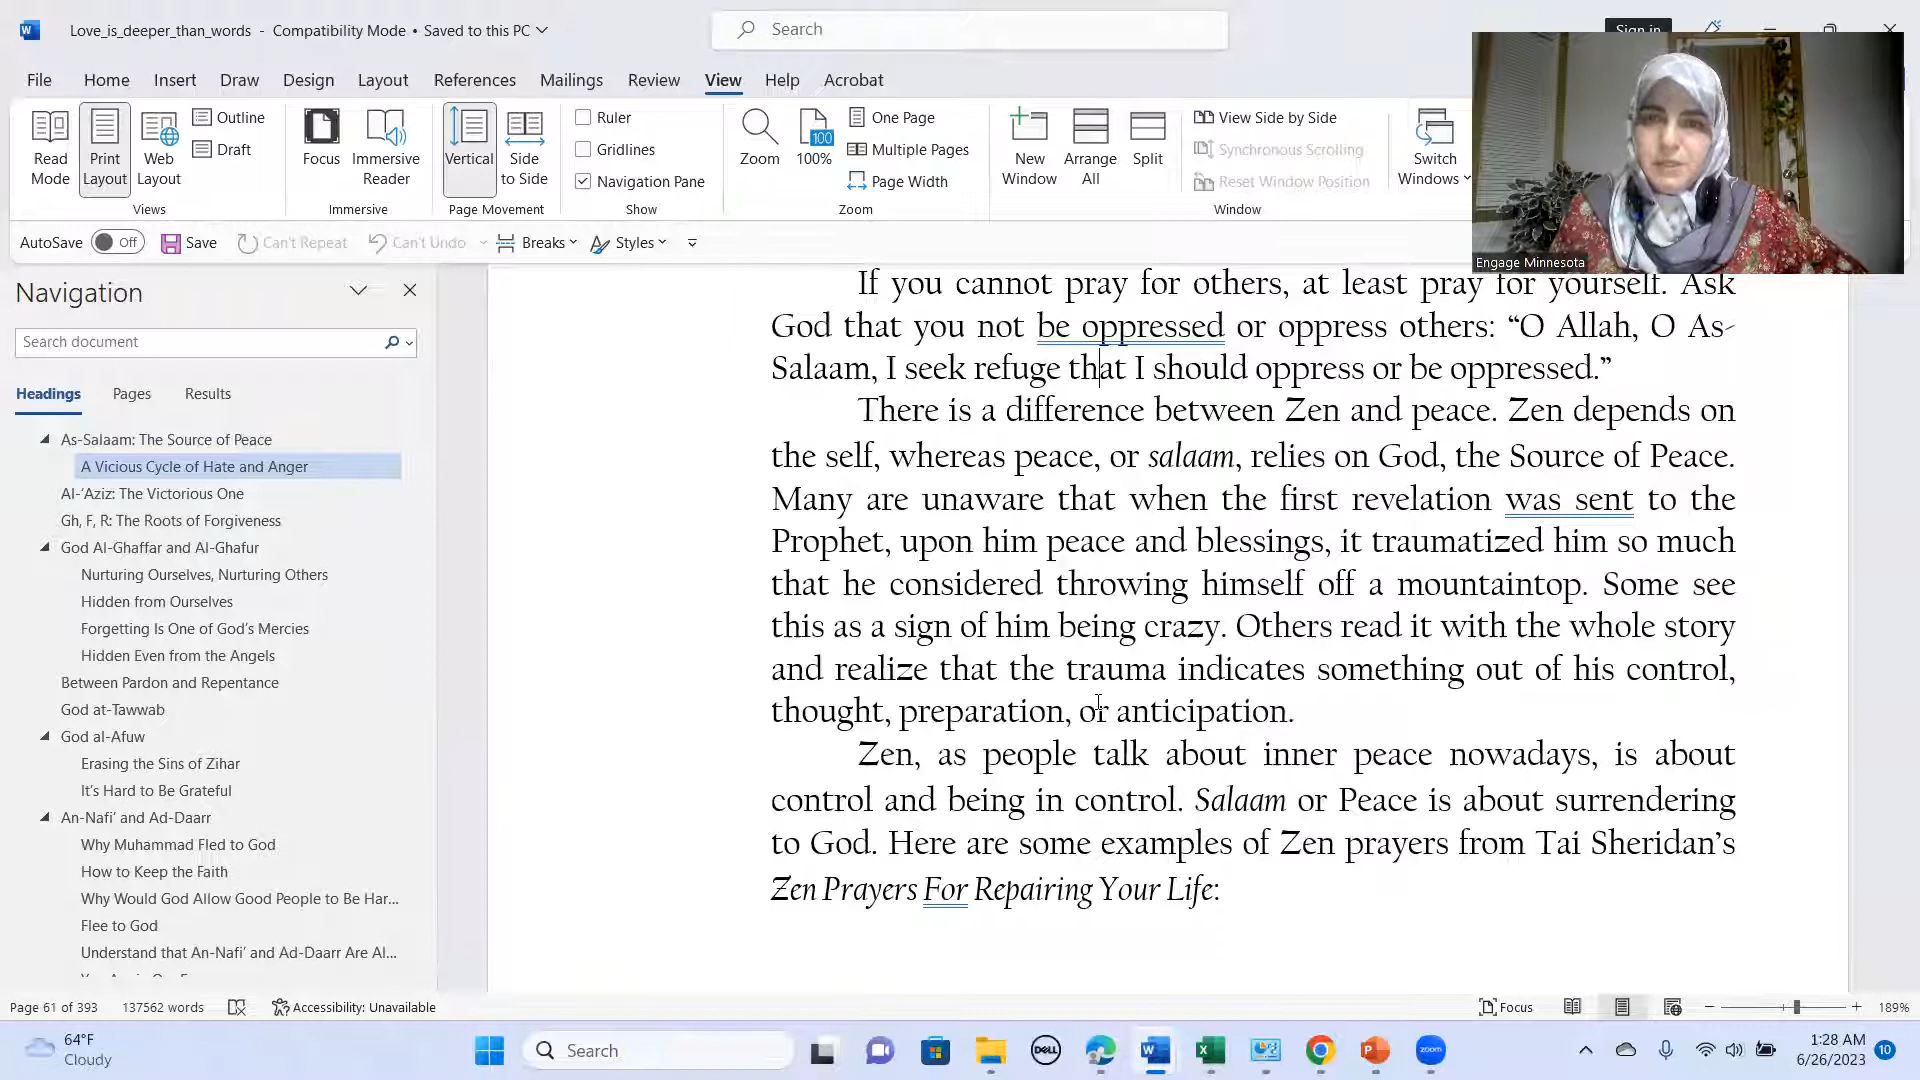 Love_is_deeper_than_words - Compatibility Mode • Saved to this PC
Search
Sign in
File Home Insert Draw Design Layout References Mailings Review View Help Acrobat
Read Mode
Print Layout
Web Layout
Outline
Draft
Views
Focus
Immersive Reader
Immersive
Vertical
Side to Side
Page Movement
Ruler
Gridlines
Navigation Pane
Show
Zoom
100
100%
One Page
Multiple Pages
Page Width
Zoom
New Window
Arrange All
Split
View Side by Side
Synchronous Scrolling
Reset Window Position
Window
Switch Windows
Engage Minnesota
AutoSave Off Save Can't Repeat Can't Undo Breaks Styles
Navigation
Search document
Headings Pages Results
As-Salaam: The Source of Peace
A Vicious Cycle of Hate and Anger
Al-‘Aziz: The Victorious One
Gh, F, R: The Roots of Forgiveness
God Al-Ghaffar and Al-Ghafur
Nurturing Ourselves, Nurturing Others
Hidden from Ourselves
Forgetting Is One of God’s Mercies
Hidden Even from the Angels
Between Pardon and Repentance
God at-Tawwab
God al-Afuw
Erasing the Sins of Zihar
It’s Hard to Be Grateful
An-Nafi’ and Ad-Daarr
Why Muhammad Fled to God
How to Keep the Faith
Why Would God Allow Good People to Be Har...
Flee to God
Understand that An-Nafi’ and Ad-Daarr Are Al...
If you cannot pray for others, at least pray for yourself. Ask
God that you not be oppressed or oppress others: “O Allah, O As-
Salaam, I seek refuge that I should oppress or be oppressed.”
There is a difference between Zen and peace. Zen depends on
the self, whereas peace, or salaam, relies on God, the Source of Peace.
Many are unaware that when the first revelation was sent to the
Prophet, upon him peace and blessings, it traumatized him so much
that he considered throwing himself off a mountaintop. Some see
this as a sign of him being crazy. Others read it with the whole story
and realize that the trauma indicates something out of his control,
thought, preparation, or anticipation.
Zen, as people talk about inner peace nowadays, is about
control and being in control. Salaam or Peace is about surrendering
to God. Here are some examples of Zen prayers from Tai Sheridan’s
Zen Prayers For Repairing Your Life:
Page 61 of 393 137562 words Accessibility: Unavailable Focus 189%
64°F
Cloudy
Search
DELL
zoom
1:28 AM
6/26/2023
10